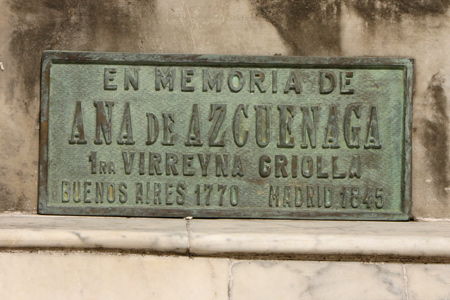 EN MEMORIA DE
ANA DE AZCUENAGA
1RA VIRREYNA CRIOLLA
BUENOS AIRES 1770 MADRID 1845